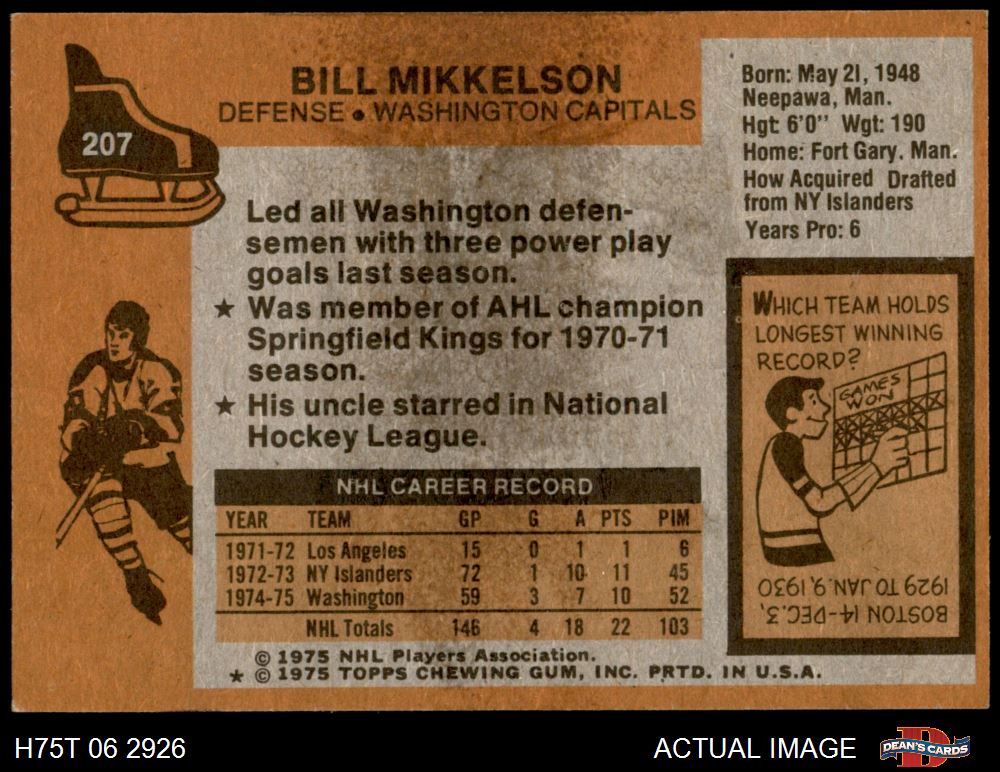 207
BILL MIKKELSON
DEFENSE • WASHINGTON CAPITALS
Born: May 21, 1948
Neepawa, Man.
Hgt: 6'0" Wgt: 190
Home: Fort Gary. Man.
How Acquired Drafted
from NY Islanders
Years Pro: 6
Led all Washington defen-
semen with three power play
goals last season.
★ Was member of AHL champion
Springfield Kings for 1970-71
season.
★ His uncle starred in National
Hockey League.
NHL CAREER RECORD
YEAR TEAM GP G A PTS PIM
1971-72 Los Angeles 15 0 1 1 6
1972-73 NY Islanders 72 1 10 11 45
1974-75 Washington 59 3 7 10 52
NHL Totals 146 4 18 22 103
© 1975 NHL Players Association.
★ © 1975 TOPPS CHEWING GUM, INC. PRTD. IN U.S.A.
WHICH TEAM HOLDS
LONGEST WINNING
RECORD?
GAMES
WON
BOSTON 14-DEC.3,
1929 TO JAN. 9, 1930
H75T 06 2926
ACTUAL IMAGE
D
DEAN'S CARDS